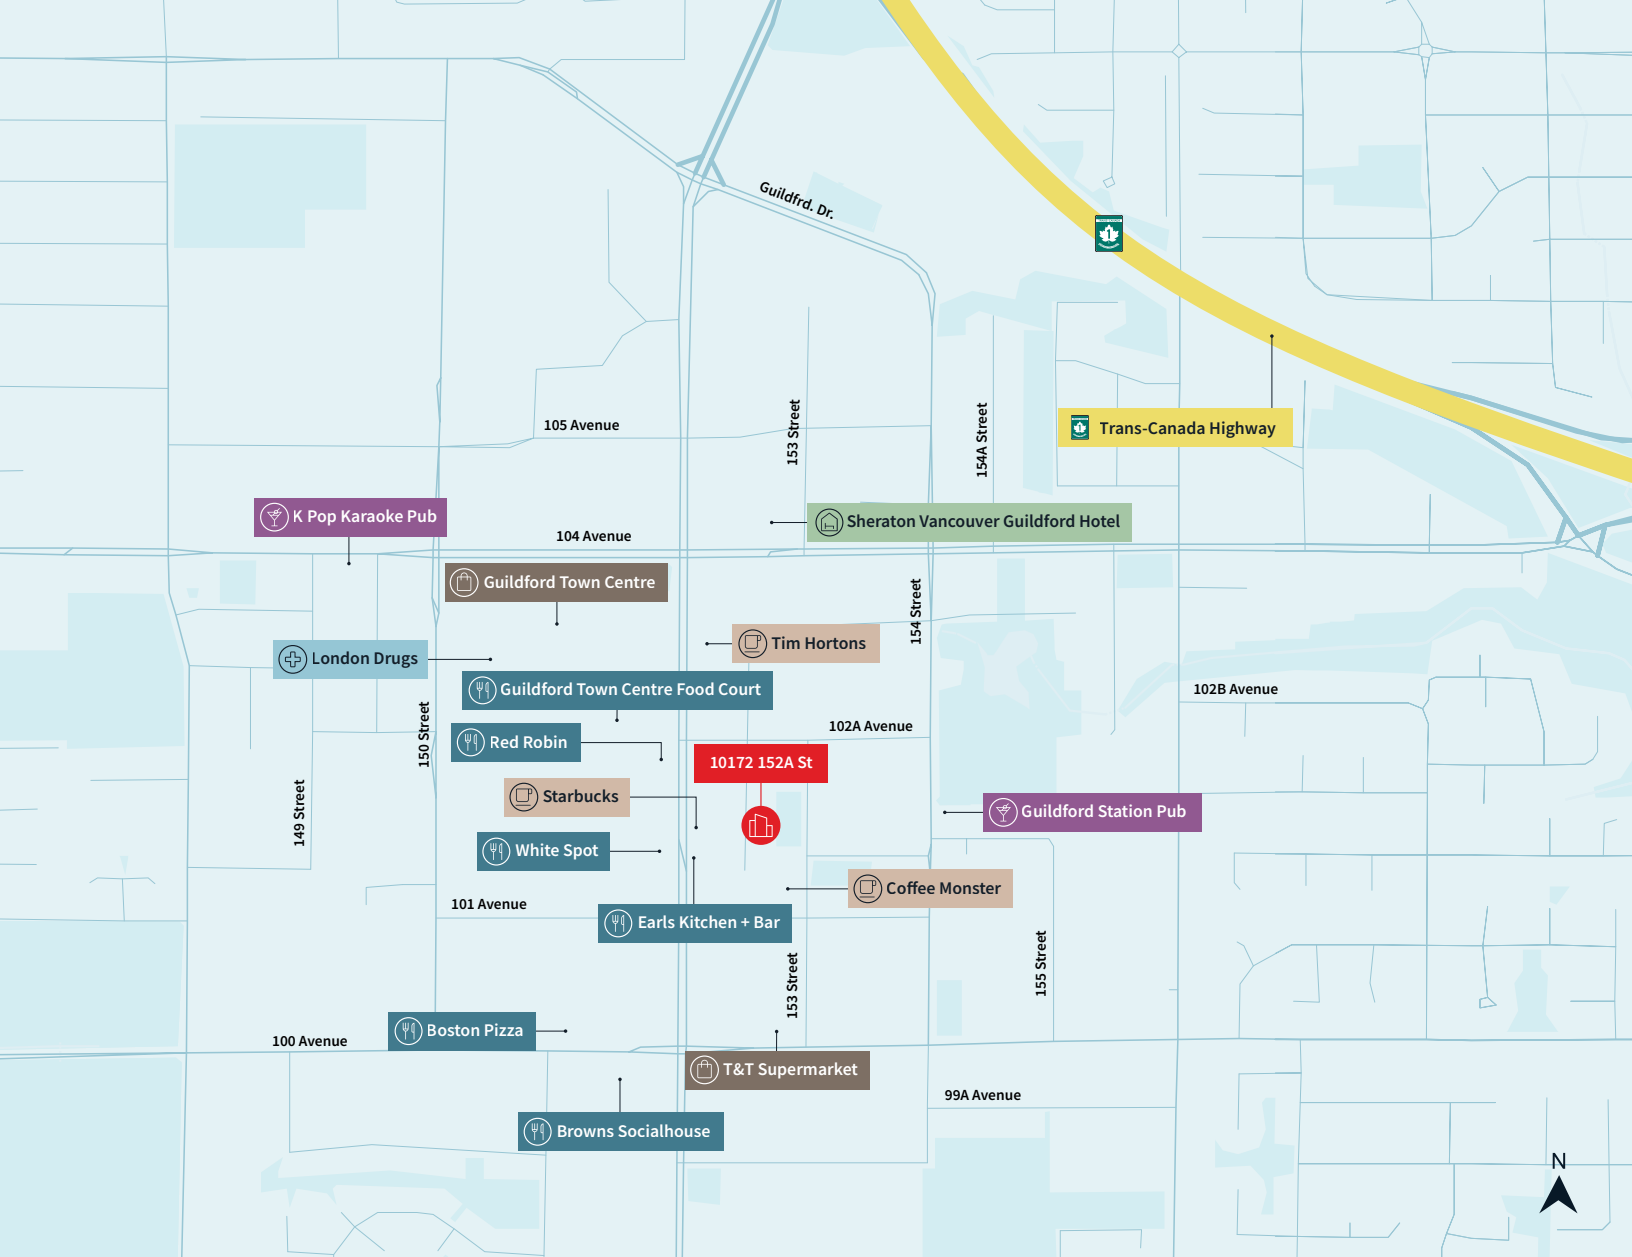 Guildfrd. Dr.
1
105 Avenue
153 Street
154A Street
1
Trans-Canada Highway
K Pop Karaoke Pub
Sheraton Vancouver Guildford Hotel
104 Avenue
Guildford Town Centre
154 Street
Tim Hortons
London Drugs
Guildford Town Centre Food Court
102B Avenue
150 Street
102A Avenue
Red Robin
10172 152A St
149 Street
Starbucks
Guildford Station Pub
White Spot
Coffee Monster
101 Avenue
Earls Kitchen + Bar
153 Street
155 Street
Boston Pizza
100 Avenue
T&T Supermarket
99A Avenue
Browns Socialhouse
N